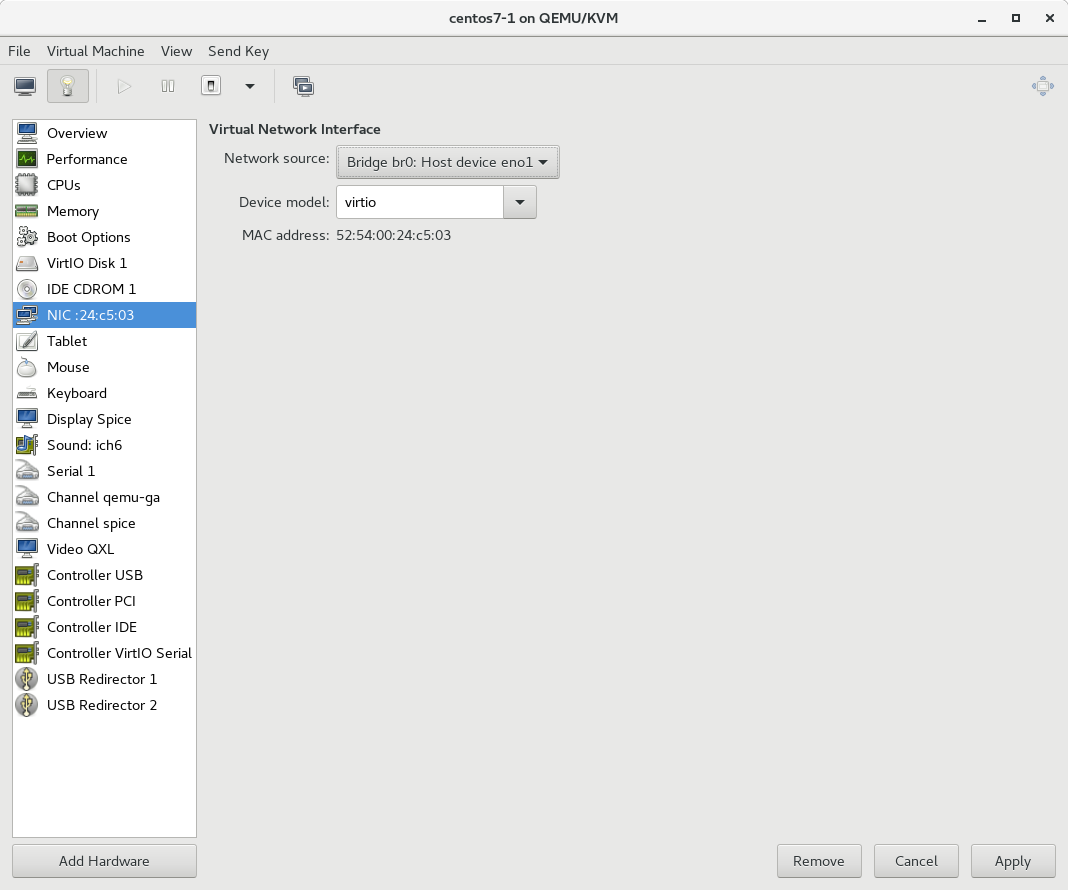 centos7-1 on QEMU/KVM
File Virtual Machine View Send Key
Overview
Performance
CPUs
Memory
Boot Options
VirtIO Disk 1
IDE CDROM 1
NIC :24:c5:03
Tablet
Mouse
Keyboard
Display Spice
Sound: ich6
Serial 1
Channel qemu-ga
Channel spice
Video QXL
Controller USB
Controller PCI
Controller IDE
Controller VirtIO Serial
USB Redirector 1
USB Redirector 2
Add Hardware
Virtual Network Interface
Network source: Bridge br0: Host device eno1
Device model: virtio
MAC address: 52:54:00:24:c5:03
Remove Cancel Apply